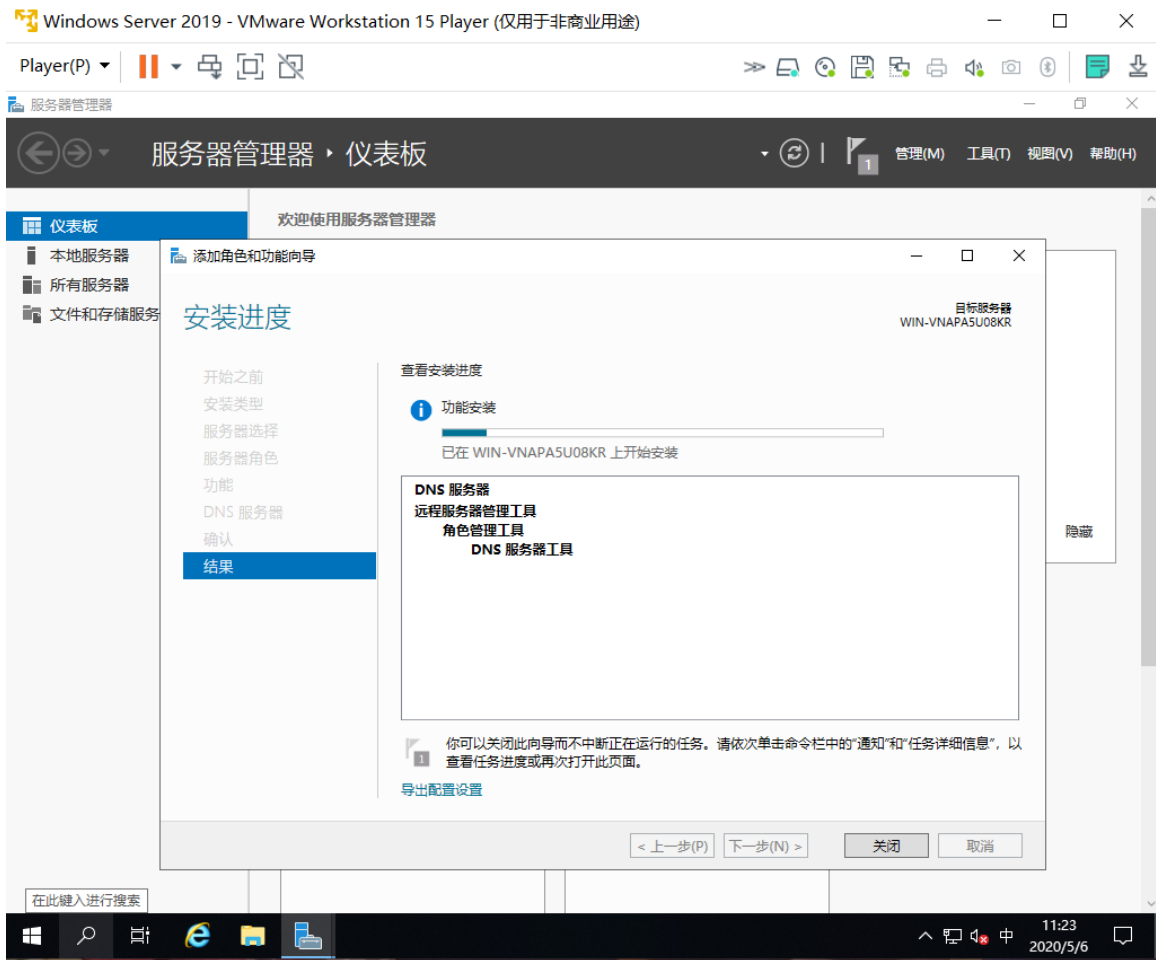 Windows Server 2019 - VMware Workstation 15 Player (仅用于非商业用途)
Player(P)
服务器管理器
服务器管理器 · 仪表板
1
管理(M) 工具(T) 视图(V) 帮助(H)
仪表板
本地服务器
所有服务器
文件和存储服务
欢迎使用服务器管理器
添加角色和功能向导
安装进度
目标服务器
WIN-VNAPA5U08KR
开始之前
安装类型
服务器选择
服务器角色
功能
DNS 服务器
确认
结果
查看安装进度
功能安装
已在 WIN-VNAPA5U08KR 上开始安装
DNS 服务器
远程服务器管理工具
角色管理工具
DNS 服务器工具
隐藏
1
你可以关闭此向导而不中断正在运行的任务。请依次单击命令栏中的"通知"和"任务详细信息"，以
查看任务进度或再次打开此页面。
导出配置设置
< 上一步(P) 下一步(N) > 关闭 取消
在此键入进行搜索
中
11:23
2020/5/6